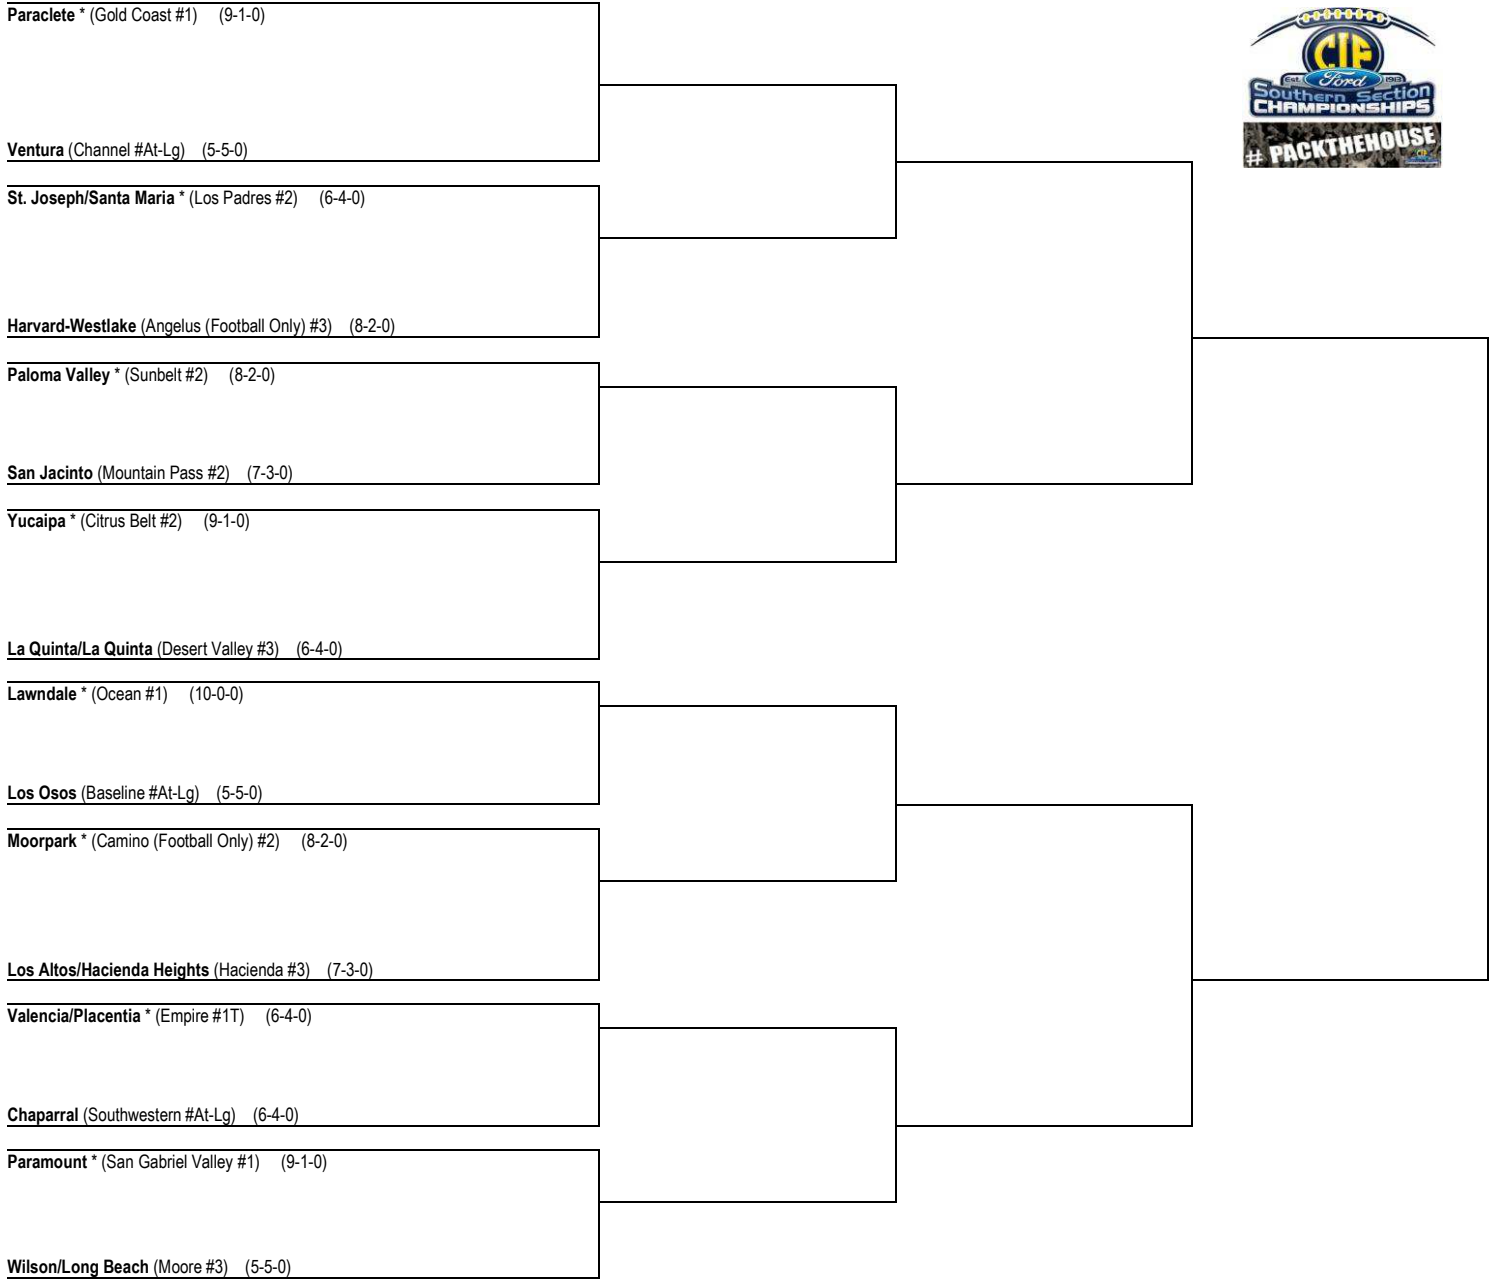 Paraclete * (Gold Coast #1) (9-1-0)
CIF
Est. Ford 1913
Southern Section
CHAMPIONSHIPS
# PACKTHEHOUSE
Ventura (Channel #At-Lg) (5-5-0)
St. Joseph/Santa Maria * (Los Padres #2) (6-4-0)
Harvard-Westlake (Angelus (Football Only) #3) (8-2-0)
Paloma Valley * (Sunbelt #2) (8-2-0)
San Jacinto (Mountain Pass #2) (7-3-0)
Yucaipa * (Citrus Belt #2) (9-1-0)
La Quinta/La Quinta (Desert Valley #3) (6-4-0)
Lawndale * (Ocean #1) (10-0-0)
Los Osos (Baseline #At-Lg) (5-5-0)
Moorpark * (Camino (Football Only) #2) (8-2-0)
Los Altos/Hacienda Heights (Hacienda #3) (7-3-0)
Valencia/Placentia * (Empire #1T) (6-4-0)
Chaparral (Southwestern #At-Lg) (6-4-0)
Paramount * (San Gabriel Valley #1) (9-1-0)
Wilson/Long Beach (Moore #3) (5-5-0)